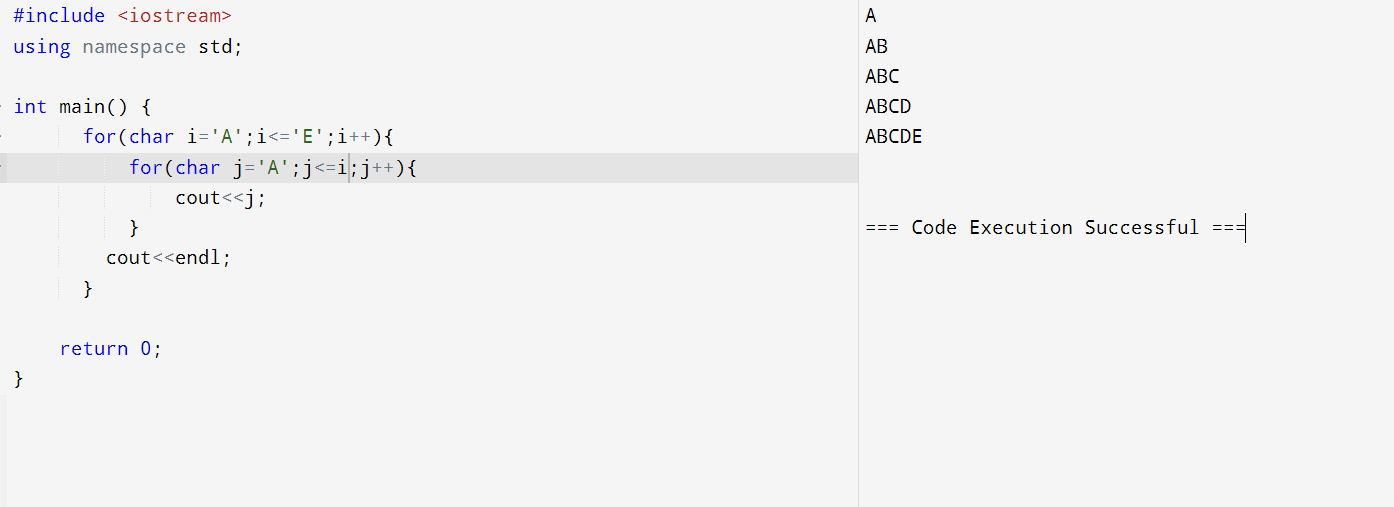 #include <iostream>
using namespace std;
int main() {
for(char i='A';i<='E';i++){
for(char j='A';j<=i;j++){
cout<<j;
}
cout<<endl;
}
return 0;
}
A
AB
ABC
ABCD
ABCDE
=== Code Execution Successful ===